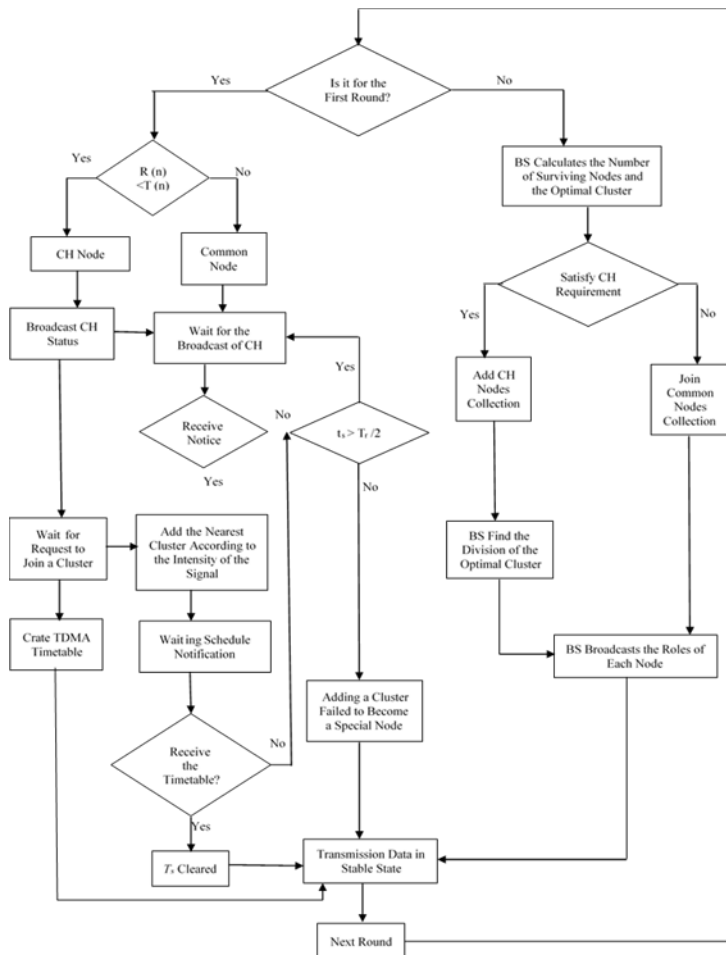 Is it for the
First Round?
Yes
No
R (n)
<T (n)
Yes
No
BS Calculates the Number
of Surviving Nodes and
the Optimal Cluster
CH Node
Common
Node
Satisfy CH
Requirement
Yes
No
Broadcast CH
Status
Wait for the
Broadcast of CH
Yes
Add CH
Nodes
Collection
Join
Common
Nodes
Collection
Receive
Notice
No
tₛ > Tᵣ /2
Yes
No
Wait for
Request to
Join a Cluster
Add the Nearest
Cluster According to
the Intensity of the
Signal
BS Find the
Division of the
Optimal Cluster
Crate TDMA
Timetable
Waiting Schedule
Notification
BS Broadcasts the Roles of
Each Node
Adding a Cluster
Failed to Become
a Special Node
Receive
the
Timetable?
No
Yes
Tₛ Cleared
Transmission Data in
Stable State
Next Round